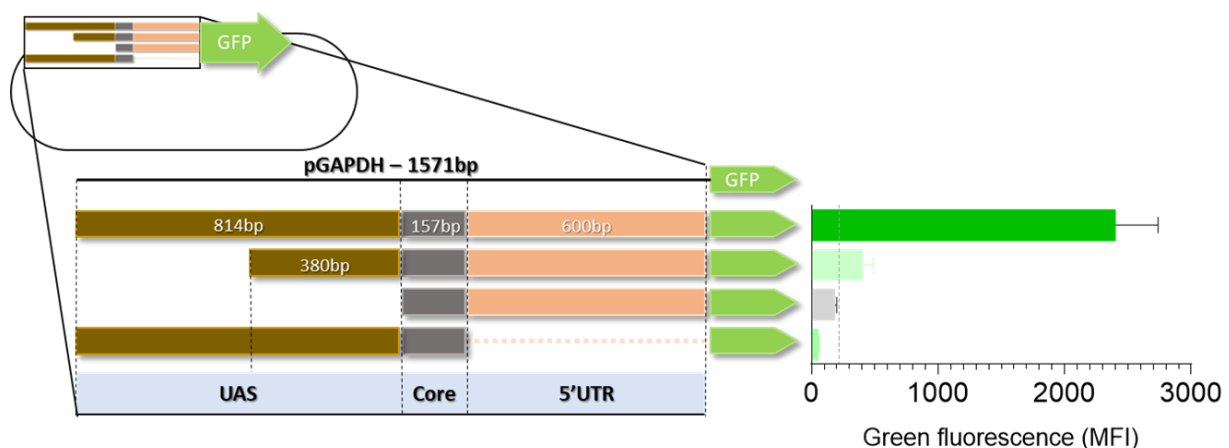 GFP
pGAPDH – 1571bp
GFP
814bp 157bp 600bp
380bp
UAS Core 5'UTR
0 1000 2000 3000
Green fluorescence (MFI)